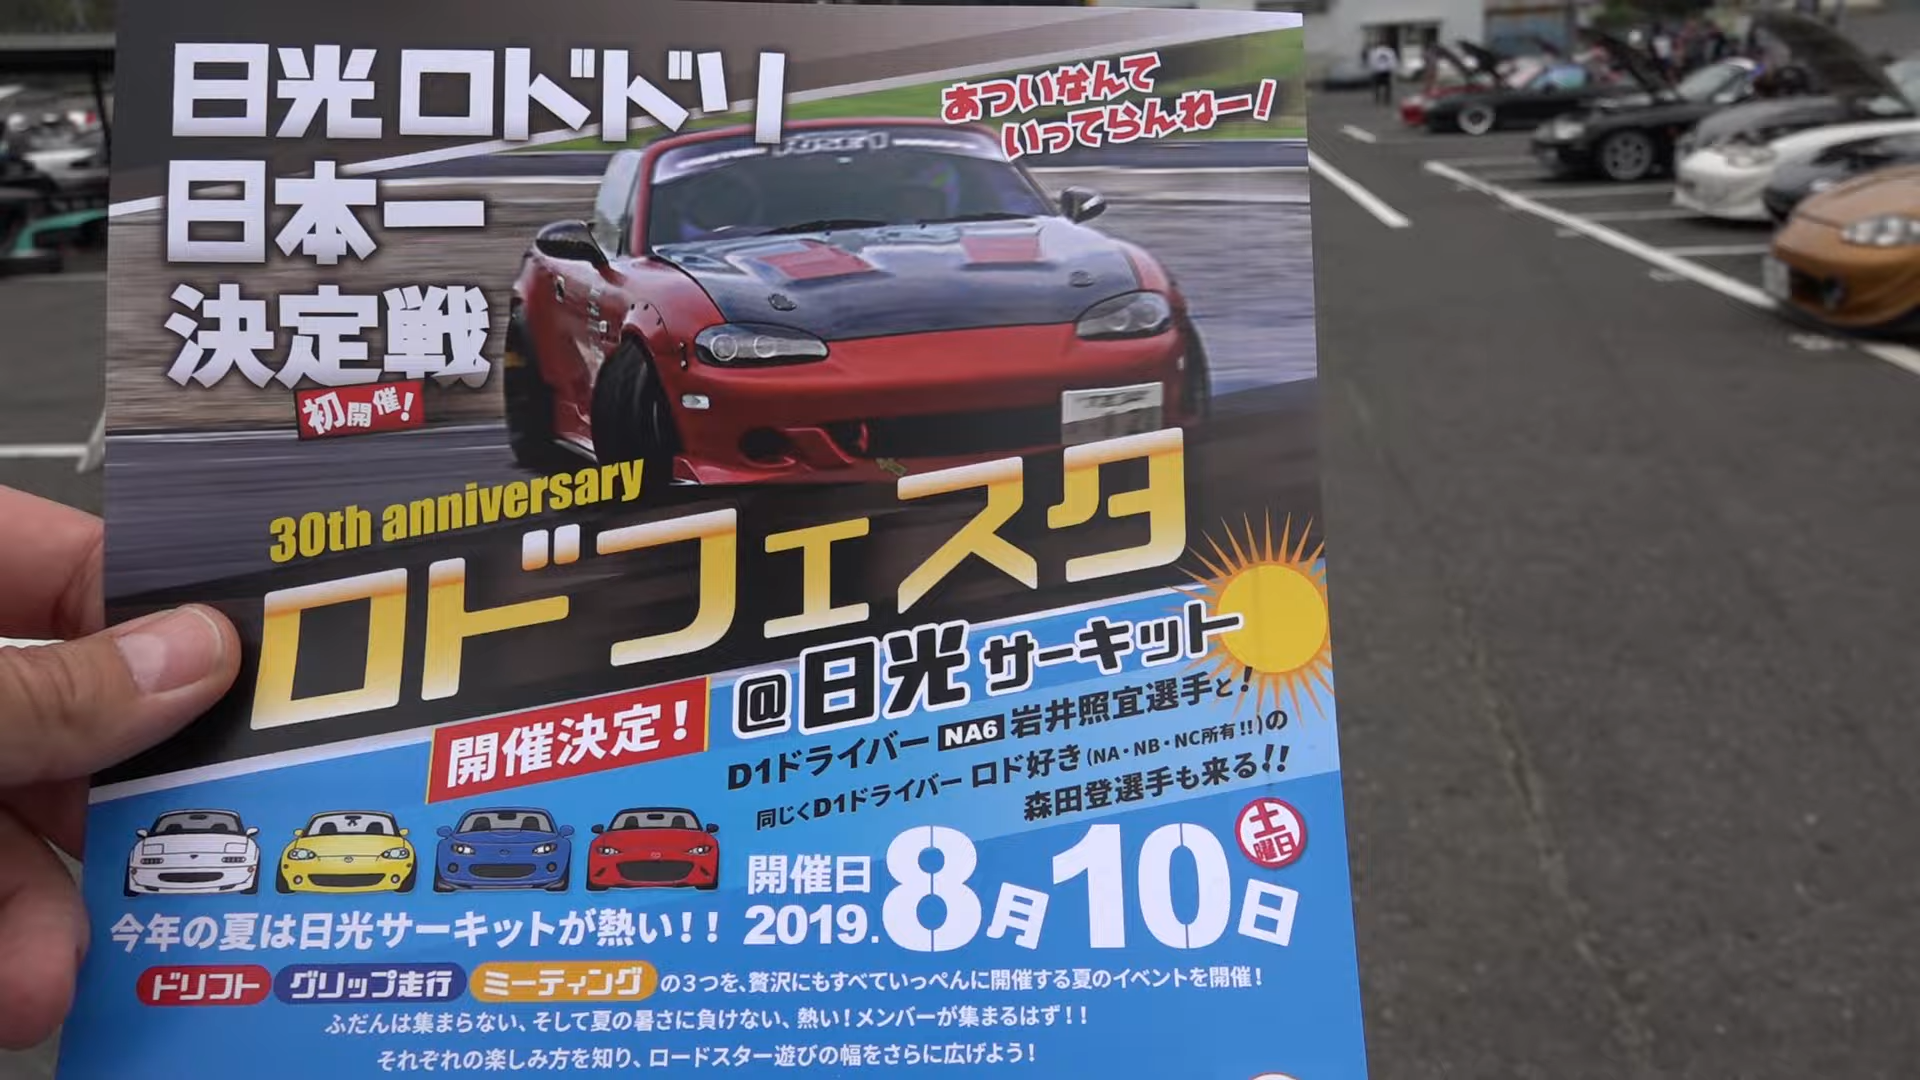 日光ロドドリ
日本一
決定戦
初開催!
あついなんて
いってらんねー!
30th anniversary
ロドフェスタ
@日光サーキット
開催決定!
D1ドライバー NA6 岩井照宜選手と!
同じくD1ドライバー ロド好き(NA・NB・NC所有!!)の
森田登選手も来る!!
開催日
2019.8月10日
土曜日
今年の夏は日光サーキットが熱い!!
ドリフト グリップ走行 ミーティング の3つを、贅沢にもすべていっぺんに開催する夏のイベントを開催!
ふだんは集まらない、そして夏の暑さに負けない、熱い!メンバーが集まるはず!!
それぞれの楽しみ方を知り、ロードスター遊びの幅をさらに広げよう!